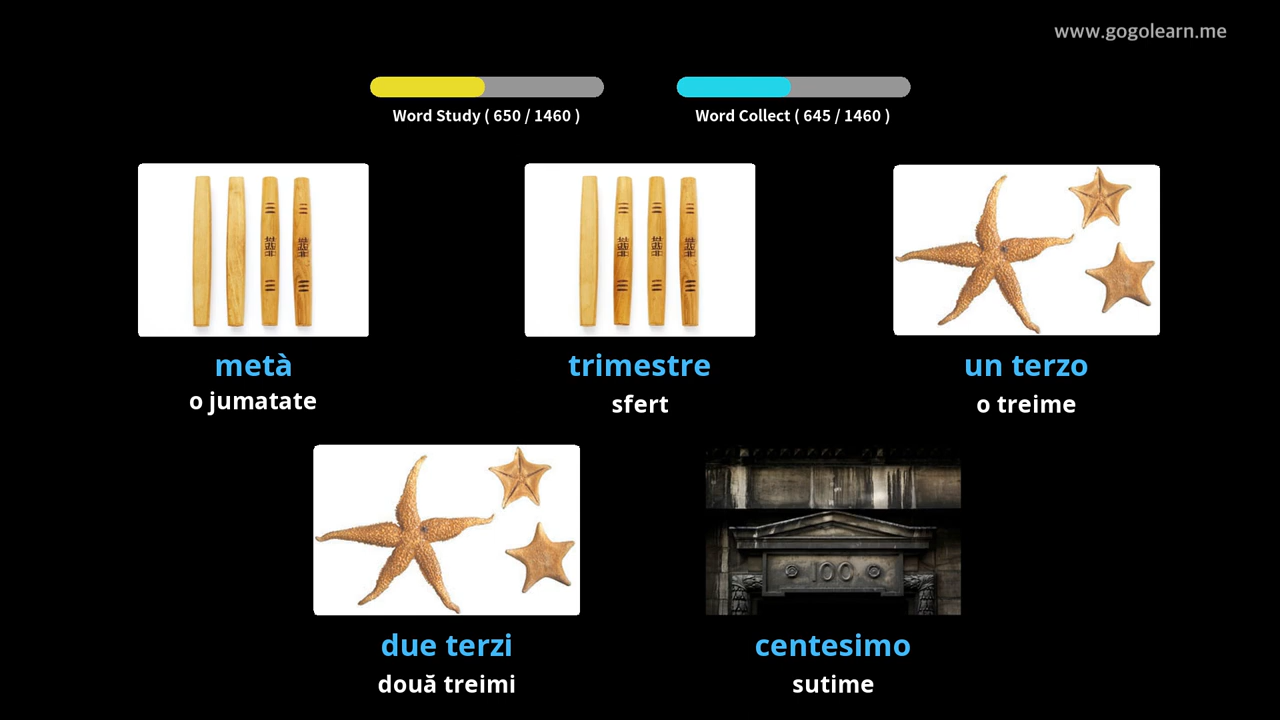 www.gogolearn.me
Word Study ( 650 / 1460 )
Word Collect ( 645 / 1460 )
metà
o jumatate
trimestre
sfert
un terzo
o treime
100
due terzi
două treimi
centesimo
sutime